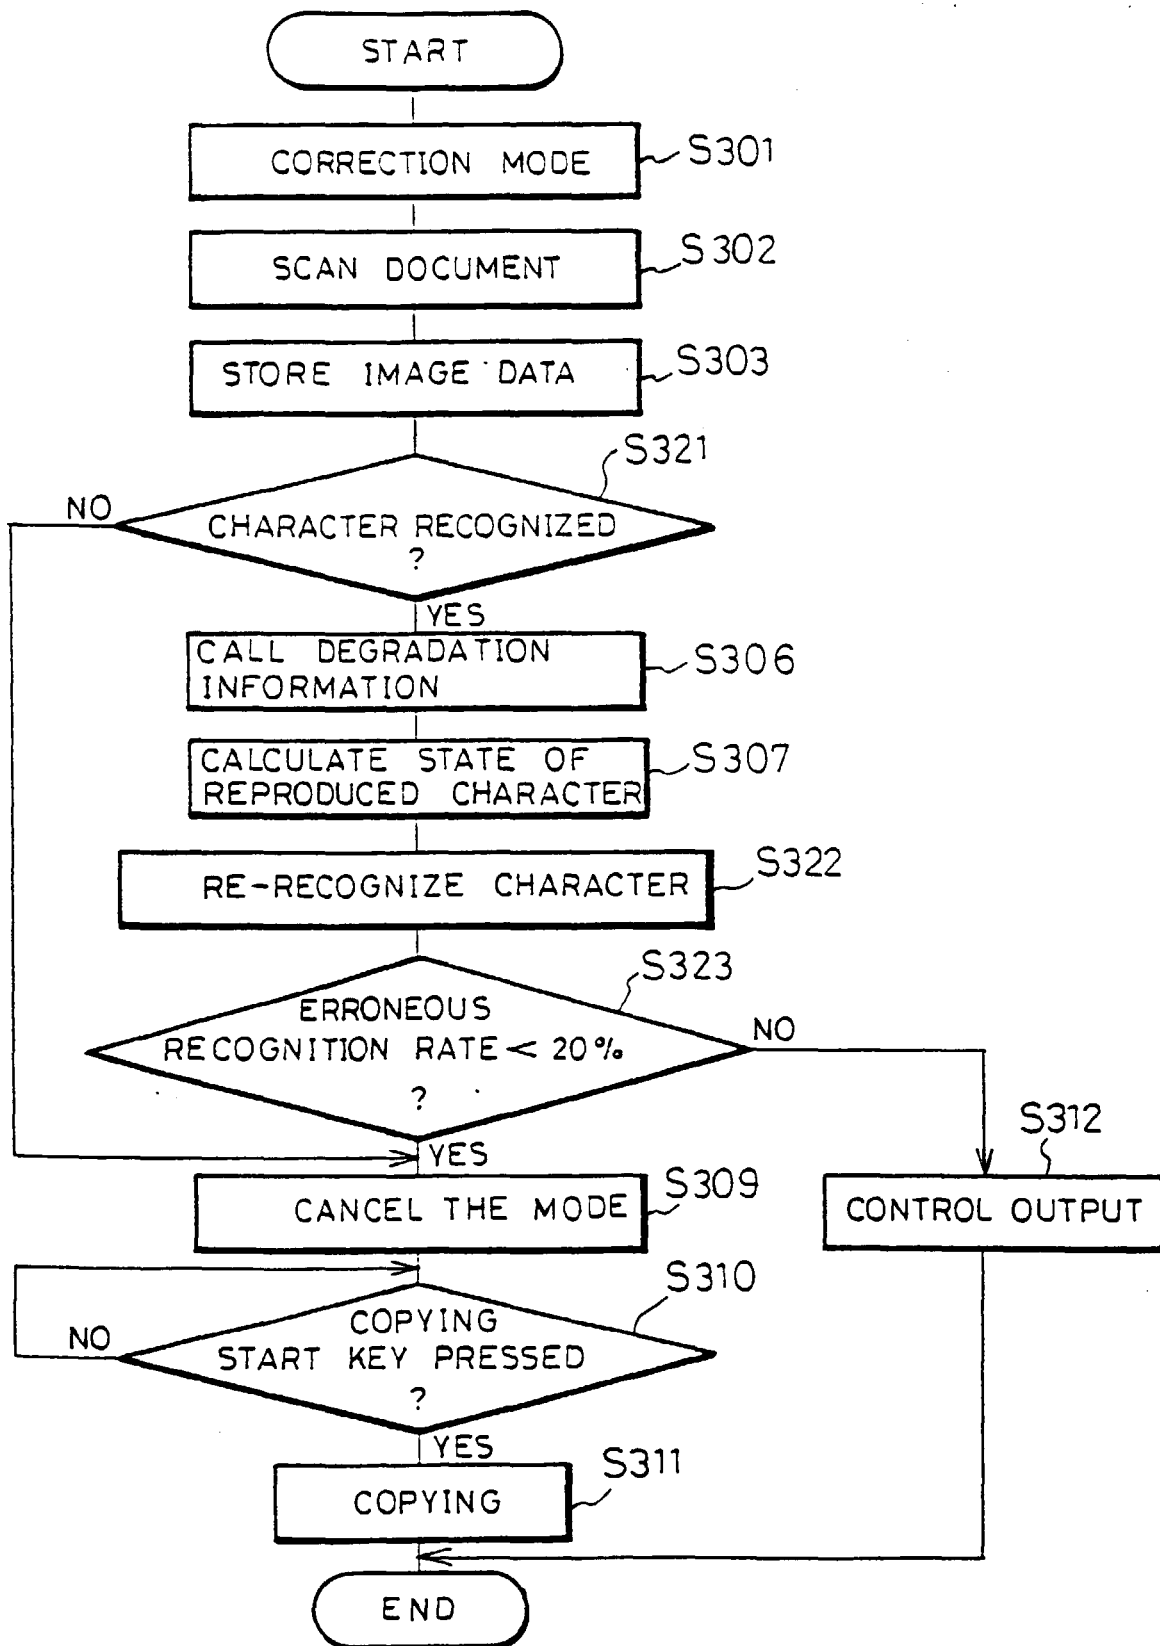 START
CORRECTION MODE
S301
SCAN DOCUMENT
S302
STORE IMAGE DATA
S303
S321
NO
CHARACTER RECOGNIZED
?
YES
CALL DEGRADATION
INFORMATION
S306
CALCULATE STATE OF
REPRODUCED CHARACTER
S307
RE-RECOGNIZE CHARACTER
S322
S323
ERRONEOUS
RECOGNITION RATE < 20%
?
NO
YES
S312
CANCEL THE MODE
S309
CONTROL OUTPUT
S310
NO
COPYING
START KEY PRESSED
?
YES
COPYING
S311
END